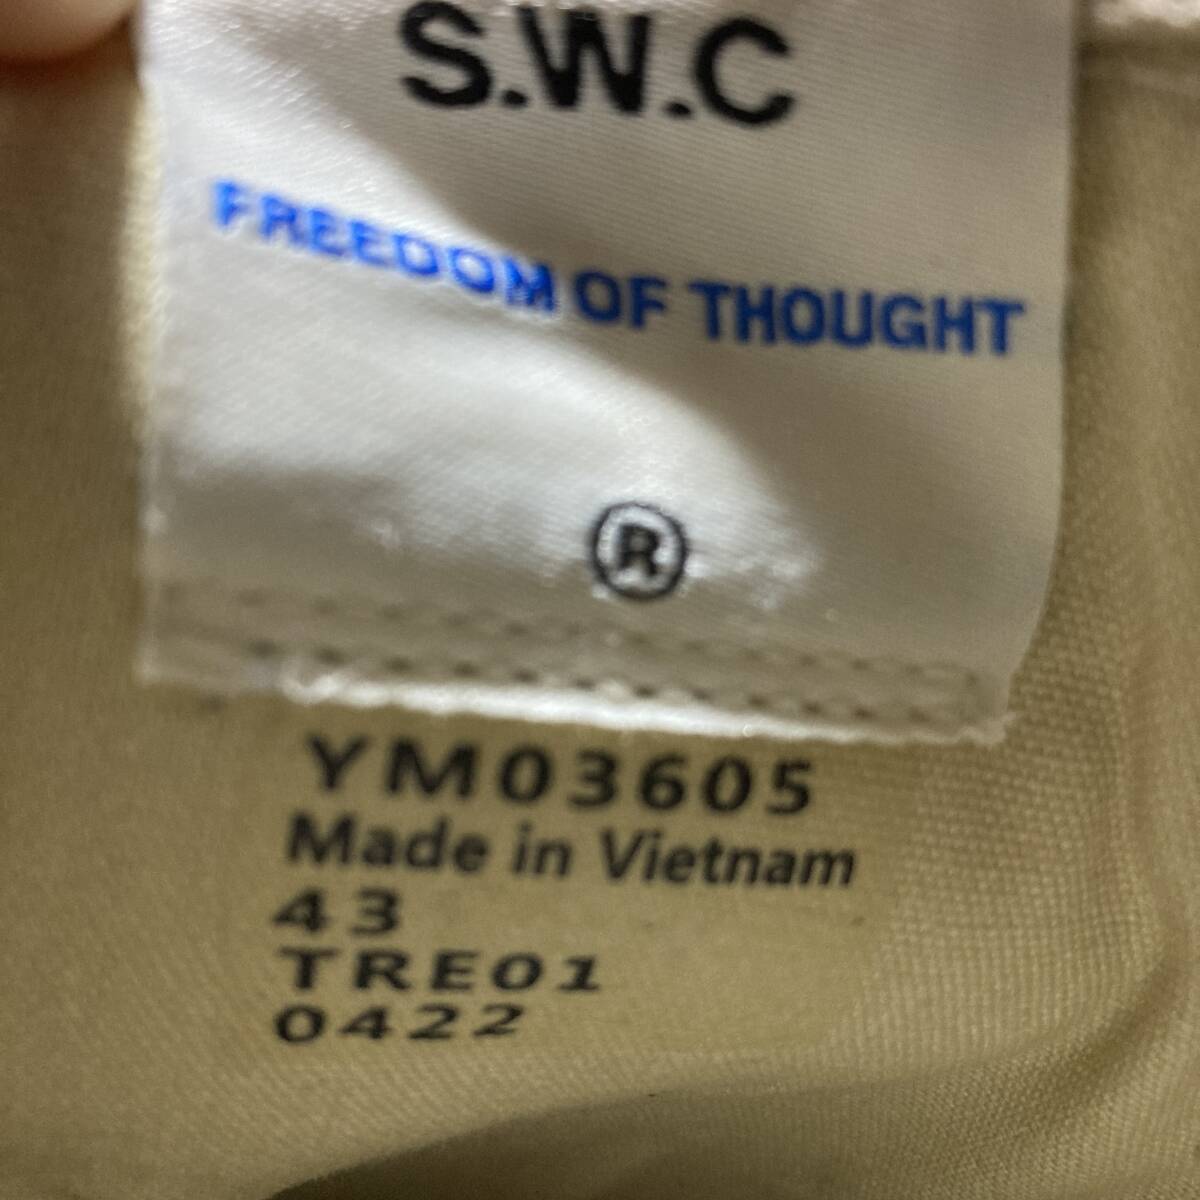 S.W.C
FREEDOM OF THOUGHT
®
YM03605
Made in Vietnam
43
TRE01
0422